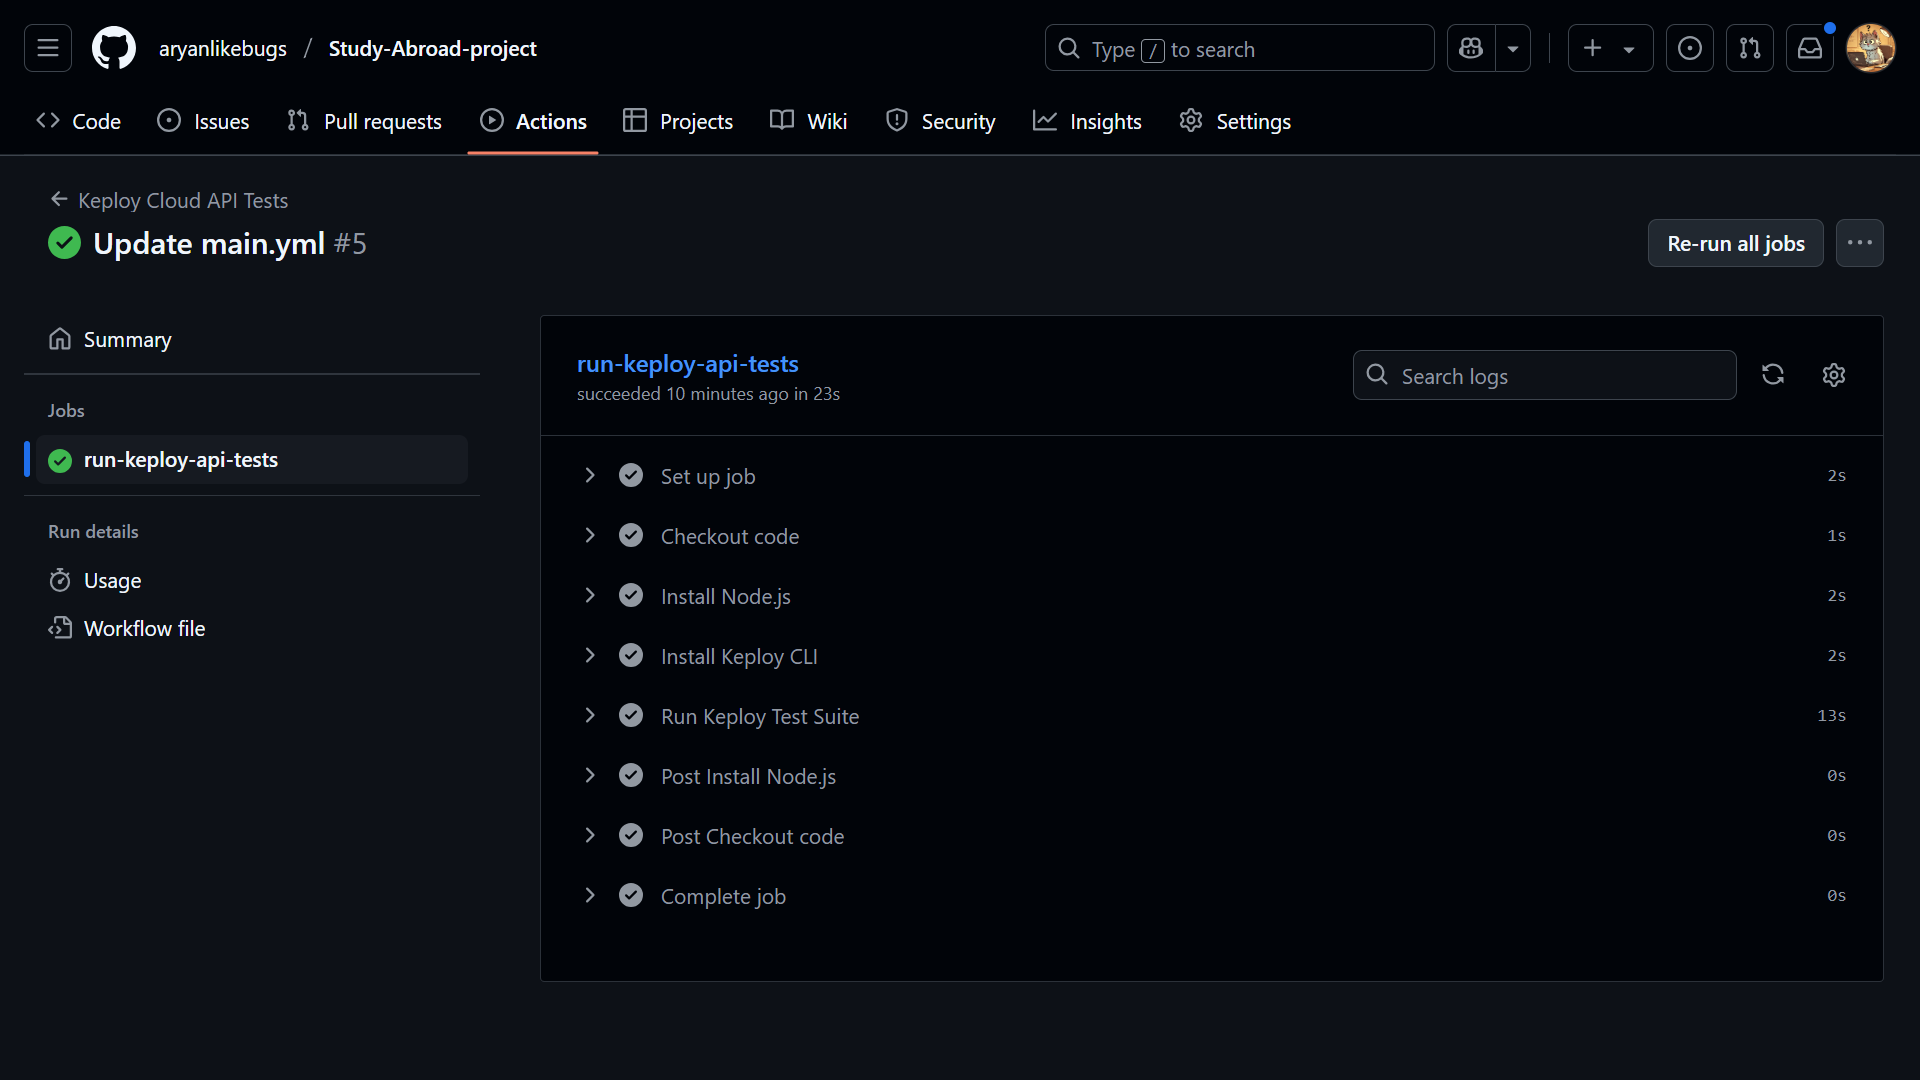 aryanlikebugs / Study-Abroad-project
Type / to search
Code
Issues
Pull requests
Actions
Projects
Wiki
Security
Insights
Settings
Keploy Cloud API Tests
Update main.yml #5
Re-run all jobs
Summary
Jobs
run-keploy-api-tests
Run details
Usage
Workflow file
run-keploy-api-tests
succeeded 10 minutes ago in 23s
Search logs
Set up job 2s
Checkout code 1s
Install Node.js 2s
Install Keploy CLI 2s
Run Keploy Test Suite 13s
Post Install Node.js 0s
Post Checkout code 0s
Complete job 0s